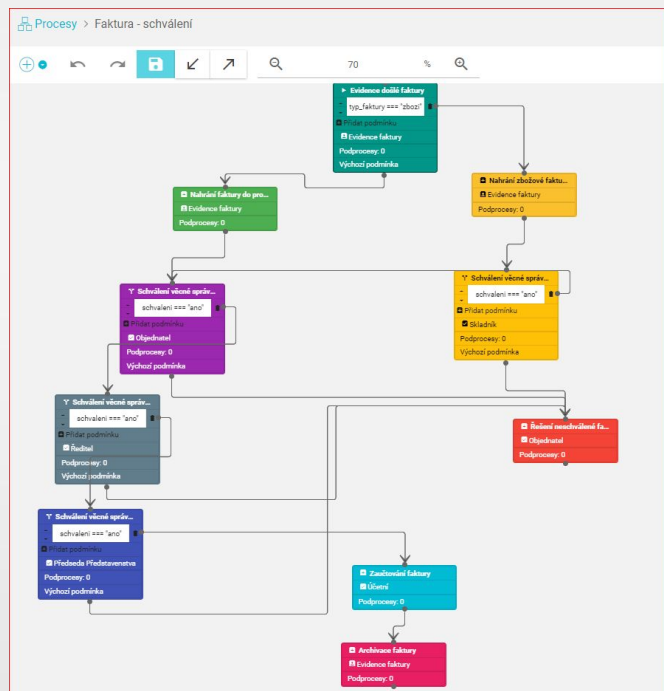 Procesy > Faktura - schválení
70 %
Evidence došlé faktury
typ_faktury === "zbozi"
Přidat podmínku
Evidence faktury
Podprocesy: 0
Výchozí podmínka
Nahrání faktury do pro...
Evidence faktury
Podprocesy: 0
Nahrání zbožové faktu...
Evidence faktury
Podprocesy: 0
Schválení věcné správ...
schvaleni === "ano"
Přidat podmínku
Objednatel
Podprocesy: 0
Výchozí podmínka
Schválení věcné správ...
schvaleni === "ano"
Přidat podmínku
Skladník
Podprocesy: 0
Výchozí podmínka
Schválení věcné správ...
schvaleni === "ano"
Přidat podmínku
Ředitel
Podprocesy: 0
Výchozí podmínka
Řešení neschválené fa...
Objednatel
Podprocesy: 0
Schválení věcné správ...
schvaleni === "ano"
Přidat podmínku
Předseda Představenstva
Podprocesy: 0
Výchozí podmínka
Zaúčtování faktury
Účetní
Podprocesy: 0
Archivace faktury
Evidence faktury
Podprocesy: 0